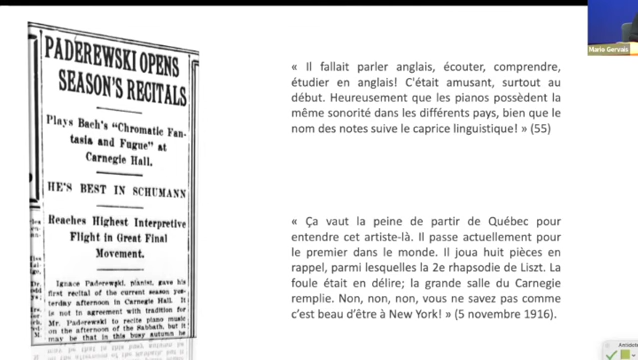 PADEREWSKI OPENS
SEASON'S RECITALS
Plays Bach's "Chromatic Fan-
tasia and Fugue" at
Carnegie Hall.
HE'S BEST IN SCHUMANN
Reaches Highest Interpretive
Flight in Great Final
Movement.
Ignace Paderewski, pianist, gave his
first recital of the current season yes-
terday afternoon in Carnegie Hall. It
is not in agreement with tradition for
Mr. Paderewski to recite piano music
on the afternoon of the Sabbath, but it
may be that in this busy autumn he
« Il fallait parler anglais, écouter, comprendre,
étudier en anglais! C'était amusant, surtout au
début. Heureusement que les pianos possèdent la
même sonorité dans les différents pays, bien que le
nom des notes suive le caprice linguistique! » (55)
« Ça vaut la peine de partir de Québec pour
entendre cet artiste-là. Il passe actuellement pour
le premier dans le monde. Il joua huit pièces en
rappel, parmi lesquelles la 2e rhapsodie de Liszt. La
foule était en délire; la grande salle du Carnegie
remplie. Non, non, non, vous ne savez pas comme
c'est beau d'être à New York! » (5 novembre 1916).
Marie Gervais
Antidote